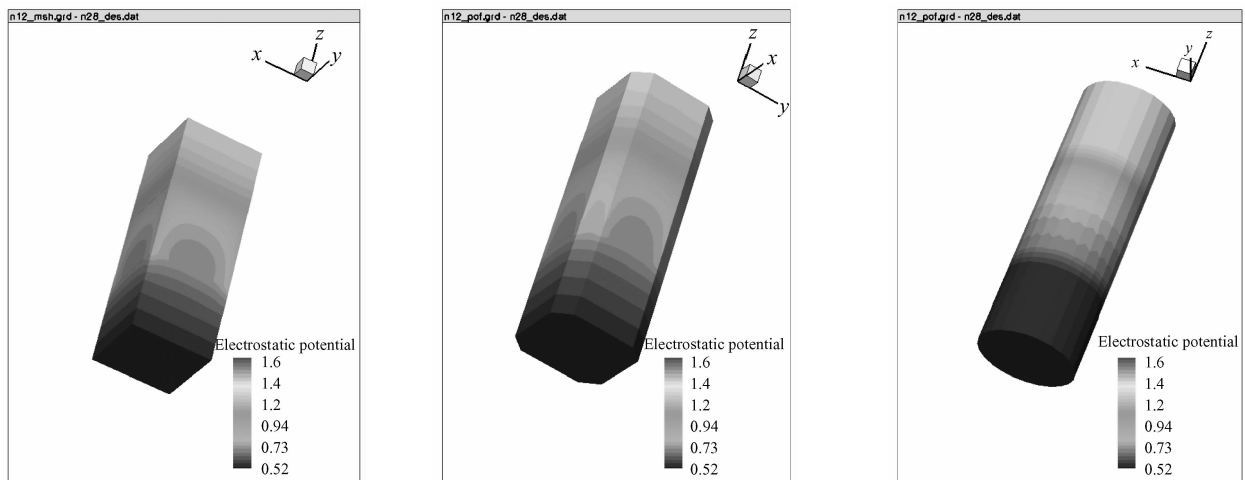 n12_msh.grd - n28_des.dat
x
z
y
Electrostatic potential
1.6
1.4
1.2
0.94
0.73
0.52
n12_pof.grd - n28_des.dat
z
x
y
Electrostatic potential
1.6
1.4
1.2
0.94
0.73
0.52
n12_pof.grd - n28_des.dat
x
y
z
Electrostatic potential
1.6
1.4
1.2
0.94
0.73
0.52